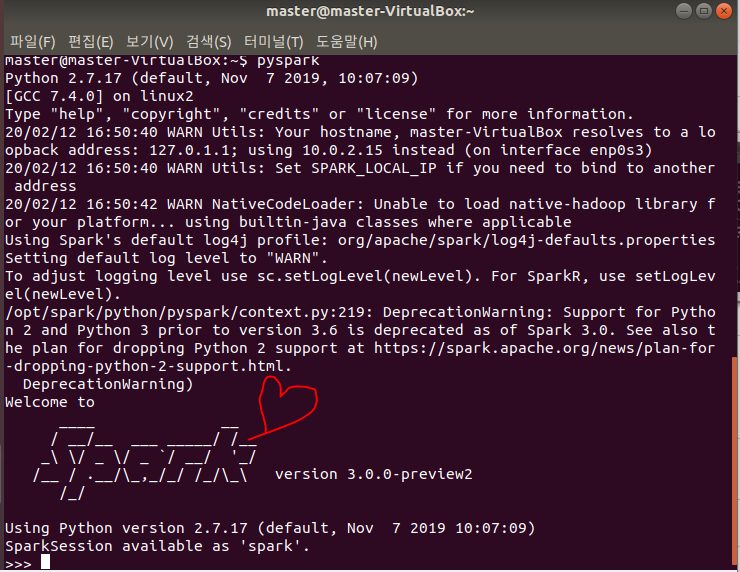 master@master-VirtualBox:~
파일(F) 편집(E) 보기(V) 검색(S) 터미널(T) 도움말(H)
master@master-VirtualBox:~$ pyspark
Python 2.7.17 (default, Nov  7 2019, 10:07:09)
[GCC 7.4.0] on linux2
Type "help", "copyright", "credits" or "license" for more information.
20/02/12 16:50:40 WARN Utils: Your hostname, master-VirtualBox resolves to a lo
opback address: 127.0.1.1; using 10.0.2.15 instead (on interface enp0s3)
20/02/12 16:50:40 WARN Utils: Set SPARK_LOCAL_IP if you need to bind to another
 address
20/02/12 16:50:42 WARN NativeCodeLoader: Unable to load native-hadoop library f
or your platform... using builtin-java classes where applicable
Using Spark's default log4j profile: org/apache/spark/log4j-defaults.properties
Setting default log level to "WARN".
To adjust logging level use sc.setLogLevel(newLevel). For SparkR, use setLogLev
el(newLevel).
/opt/spark/python/pyspark/context.py:219: DeprecationWarning: Support for Pytho
n 2 and Python 3 prior to version 3.6 is deprecated as of Spark 3.0. See also t
he plan for dropping Python 2 support at https://spark.apache.org/news/plan-for
-dropping-python-2-support.html.
  DeprecationWarning)
Welcome to
      ____              __
     / __/__  ___ _____/ /__
    _\ \/ _ \/ _ `/ __/  '_/
   /__ / .__/\_,_/_/ /_/\_\   version 3.0.0-preview2
      /_/
Using Python version 2.7.17 (default, Nov  7 2019 10:07:09)
SparkSession available as 'spark'.
>>>